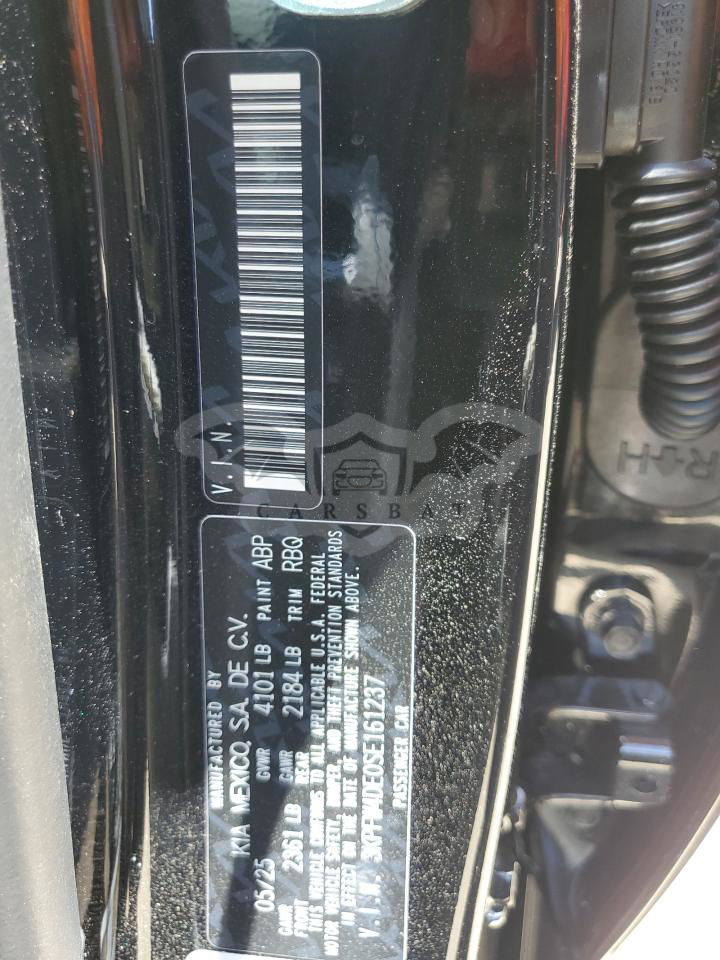 V.I.N.
MANUFACTURED BY
KIA MEXICO, S.A. DE C.V.
05/25 GVWR 4101 LB PAINT ABP
GAWR FRONT 2361 LB GAWR REAR 2184 LB TRIM RBQ
THIS VEHICLE CONFORMS TO ALL APPLICABLE U.S.A. FEDERAL
MOTOR VEHICLE SAFETY, BUMPER, AND THEFT PREVENTION STANDARDS
IN EFFECT ON THE DATE OF MANUFACTURE SHOWN ABOVE.
V.I.N. 3KPFW4DE0SE161237
PASSENGER CAR
CARSBAT
R H